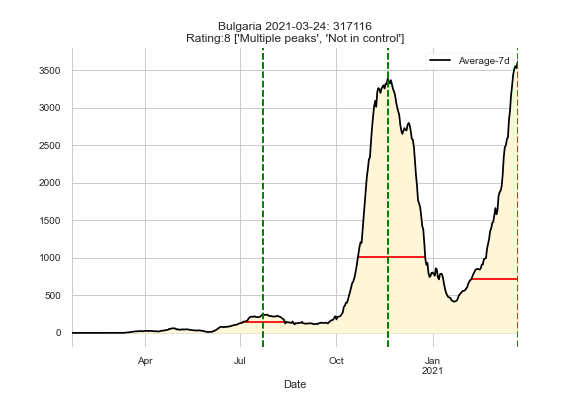 Bulgaria 2021-03-24: 317116
Rating:8 ['Multiple peaks', 'Not in control']
Average-7d
3500
3000
2500
2000
1500
1000
500
0
Apr
Jul
Oct
Jan
2021
Date